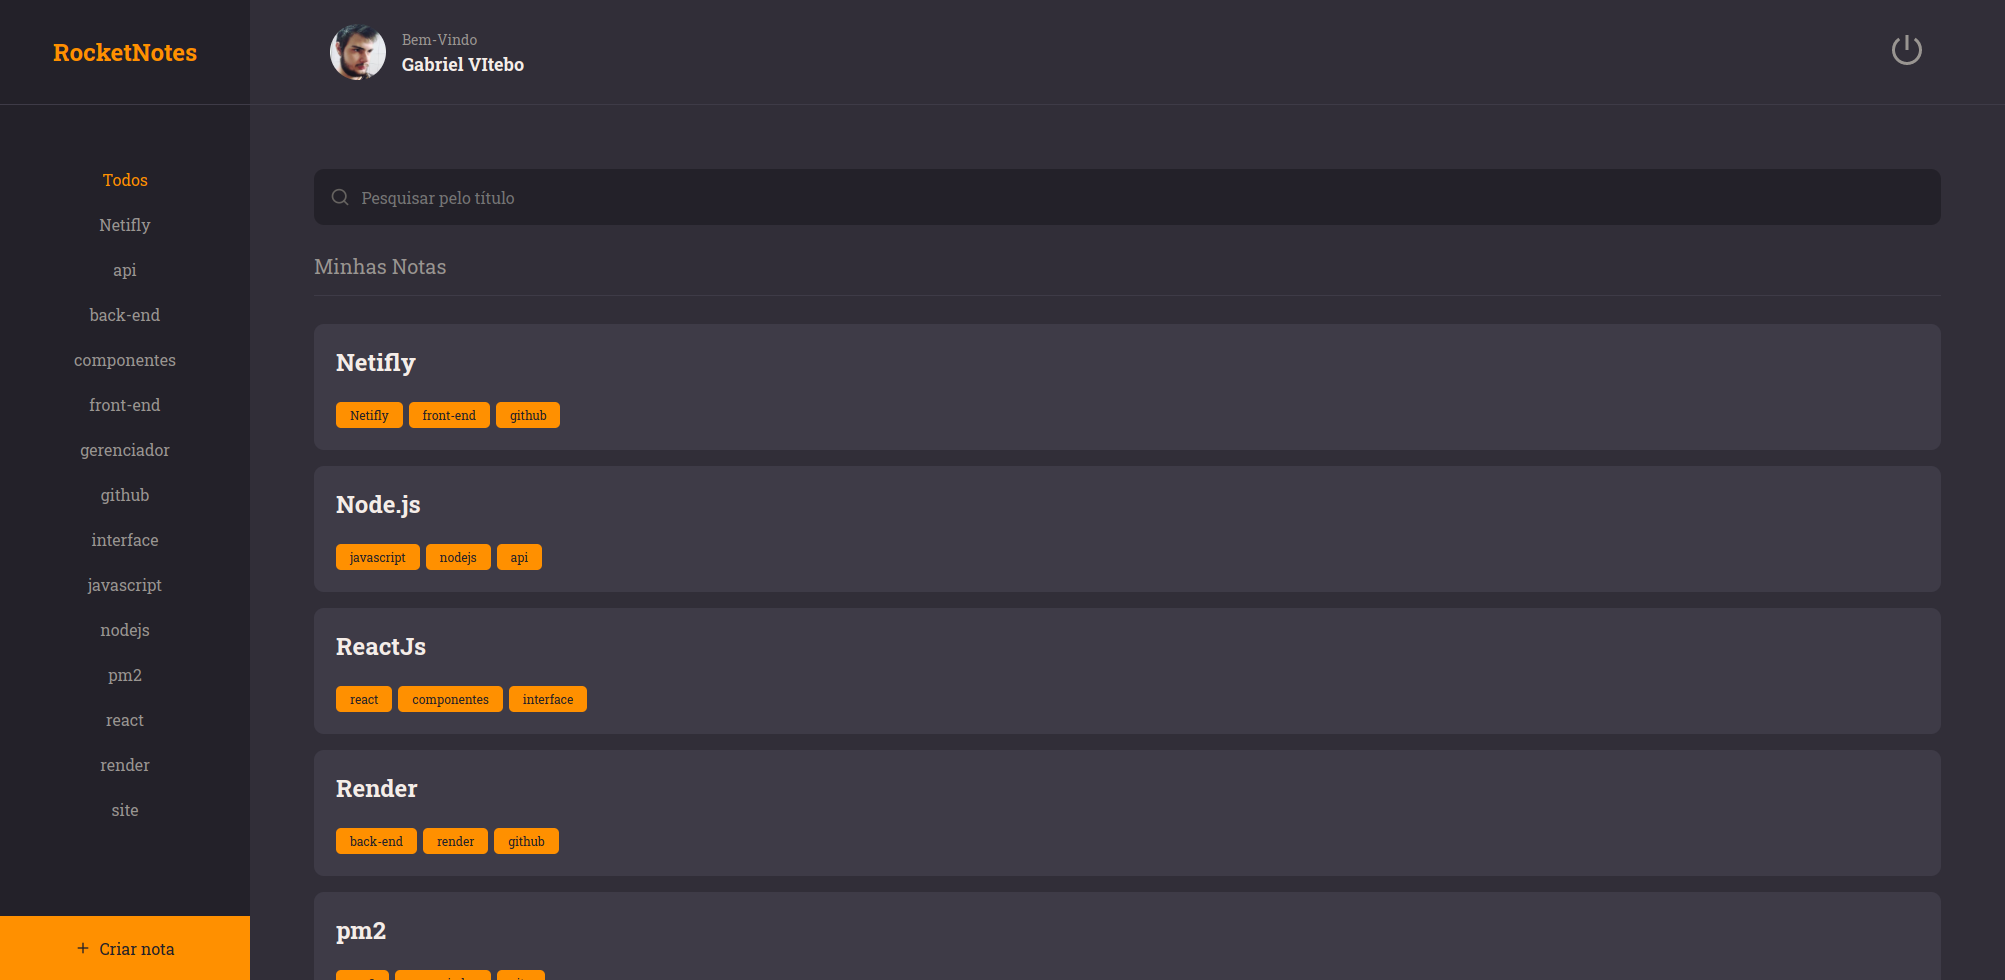 RocketNotes
Bem-Vindo
Gabriel VItebo
Todos
Netifly
api
back-end
componentes
front-end
gerenciador
github
interface
javascript
nodejs
pm2
react
render
site
+ Criar nota
Pesquisar pelo título
Minhas Notas
Netifly
Netifly front-end github
Node.js
javascript nodejs api
ReactJs
react componentes interface
Render
back-end render github
pm2